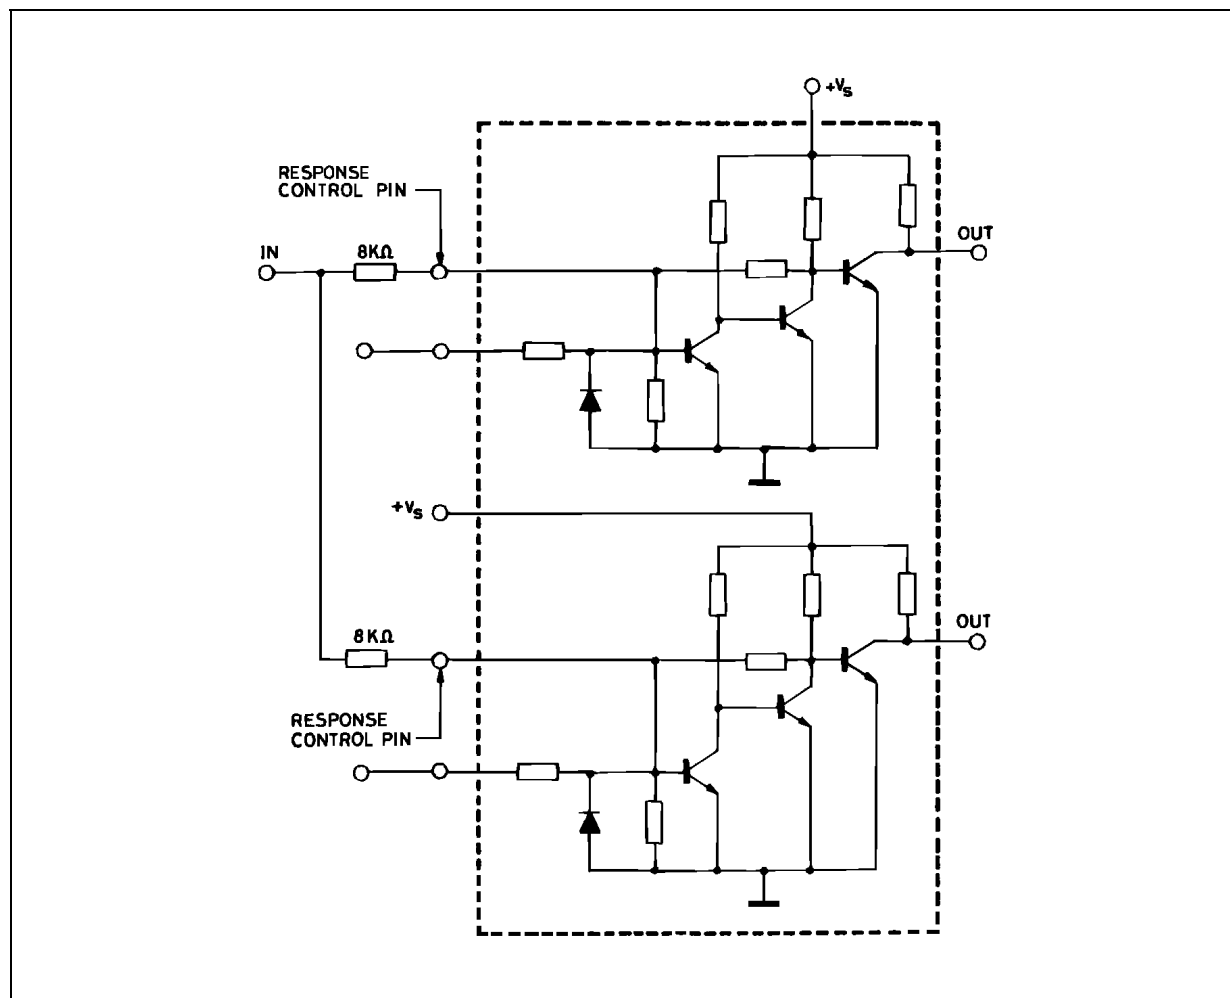 +Vs
RESPONSE
CONTROL PIN
IN
8KΩ
OUT
+Vs
8KΩ
OUT
RESPONSE
CONTROL PIN